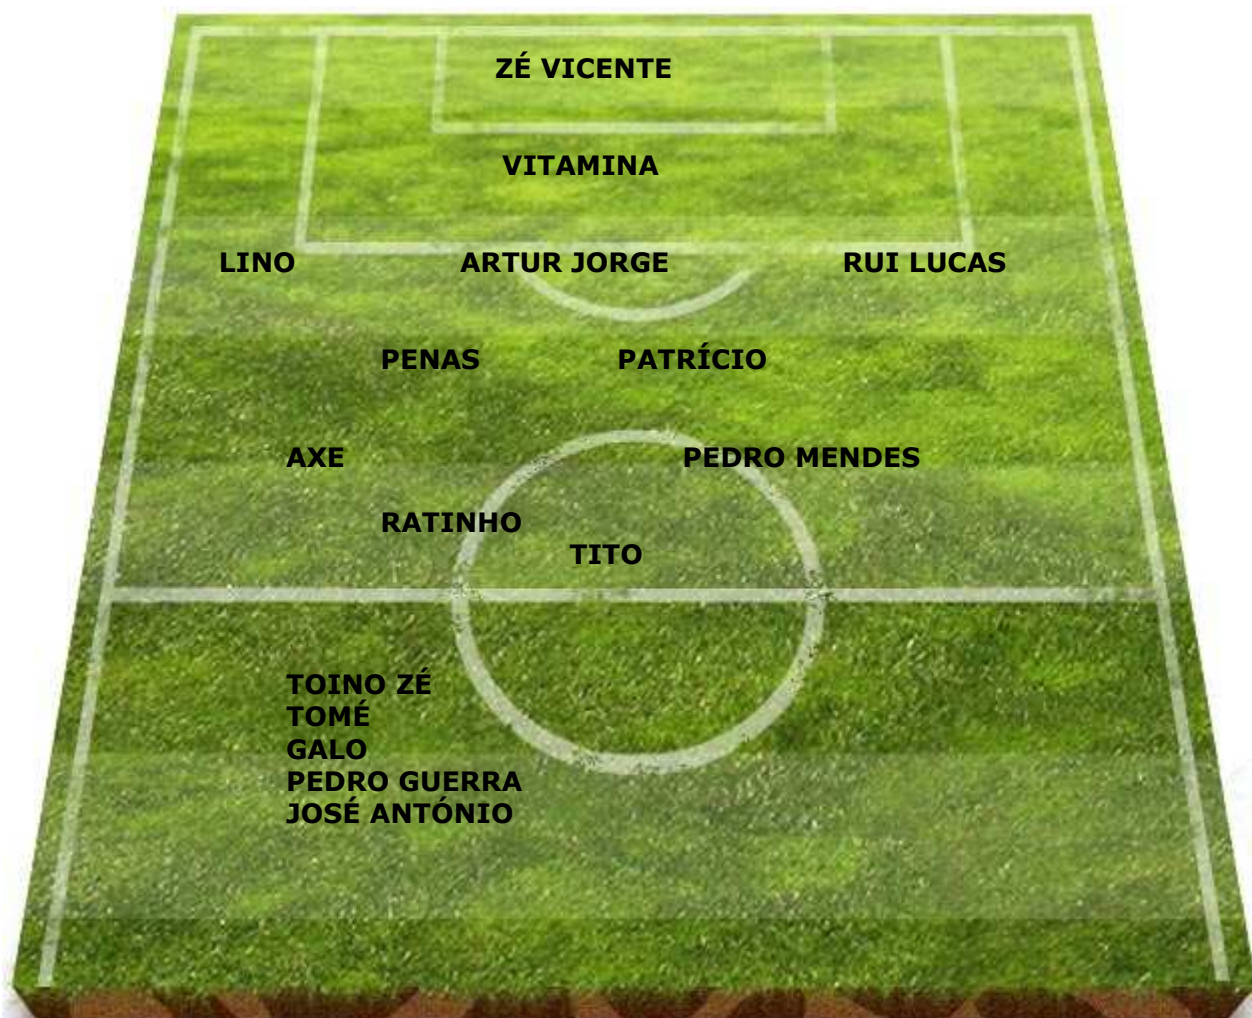 ZÉ VICENTE
VITAMINA
LINO ARTUR JORGE RUI LUCAS
PENAS PATRÍCIO
AXE PEDRO MENDES
RATINHO
TITO
TOINO ZÉ
TOMÉ
GALO
PEDRO GUERRA
JOSÉ ANTÓNIO